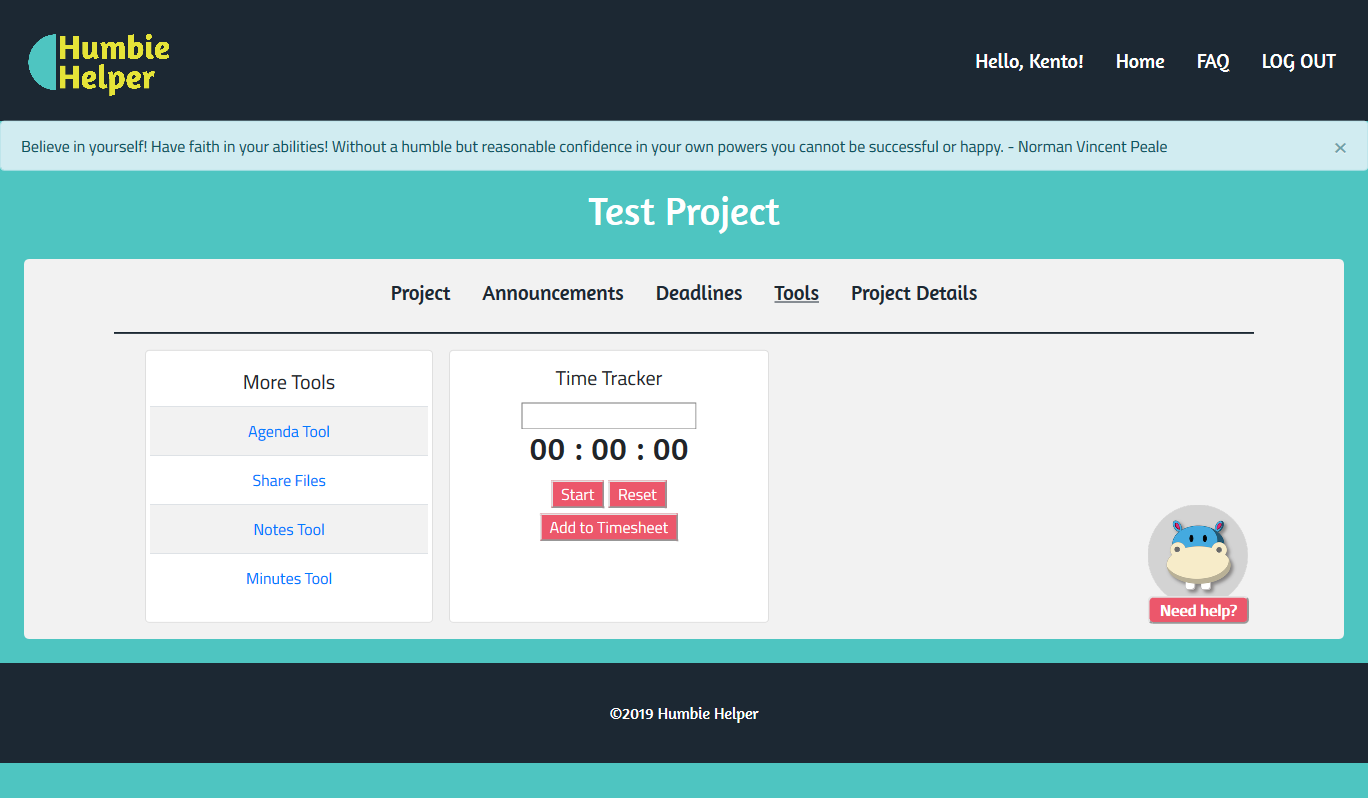 Humbie
Helper
Hello, Kento! Home FAQ LOG OUT
Believe in yourself! Have faith in your abilities! Without a humble but reasonable confidence in your own powers you cannot be successful or happy. - Norman Vincent Peale ×
Test Project
Project Announcements Deadlines Tools Project Details
More Tools
Agenda Tool
Share Files
Notes Tool
Minutes Tool
Time Tracker
00 : 00 : 00
Start Reset
Add to Timesheet
Need help?
©2019 Humbie Helper